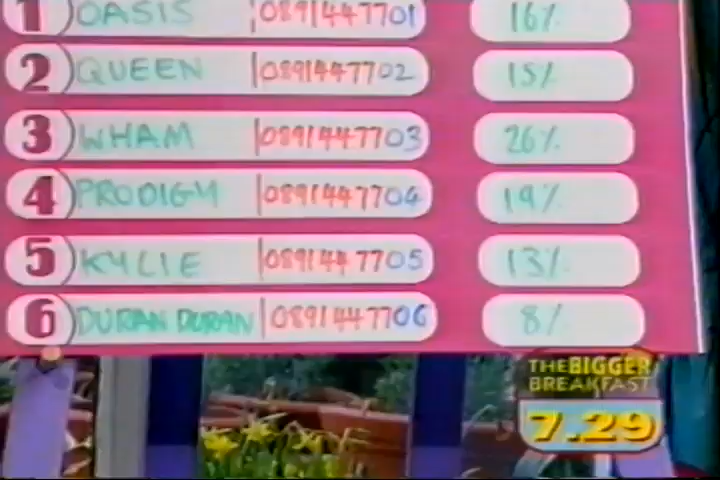 1 OASIS 0891447701 16%
2 QUEEN 0891447702 15%
3 WHAM 0891447703 26%
4 PRODIGY 0891447704 19%
5 KYLIE 0891447705 13%
6 DURAN DURAN 0891447706 8%
THE BIGGER
BREAKFAST
7.29